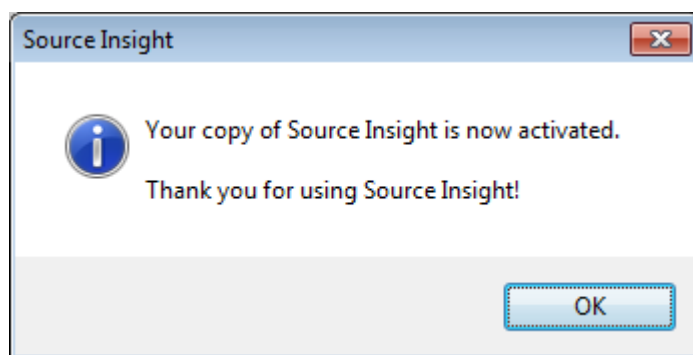 Source Insight
Your copy of Source Insight is now activated.
Thank you for using Source Insight!
OK